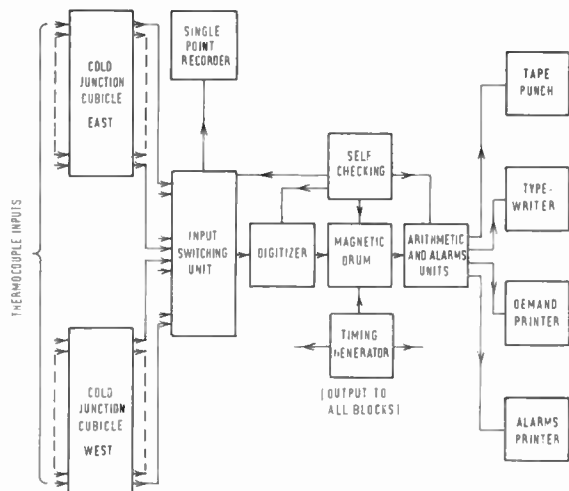 THERMOCOUPLE INPUTS
COLD
JUNCTION
CUBICLE
EAST
COLD
JUNCTION
CUBICLE
WEST
SINGLE
POINT
RECORDER
INPUT
SWITCHING
UNIT
SELF
CHECKING
DIGITIZER
MAGNETIC
DRUM
ARITHMETIC
AND ALARMS
UNITS
TIMING
GENERATOR
[OUTPUT TO
ALL BLOCKS]
TAPE
PUNCH
TYPE-
WRITER
DEMAND
PRINTER
ALARMS
PRINTER